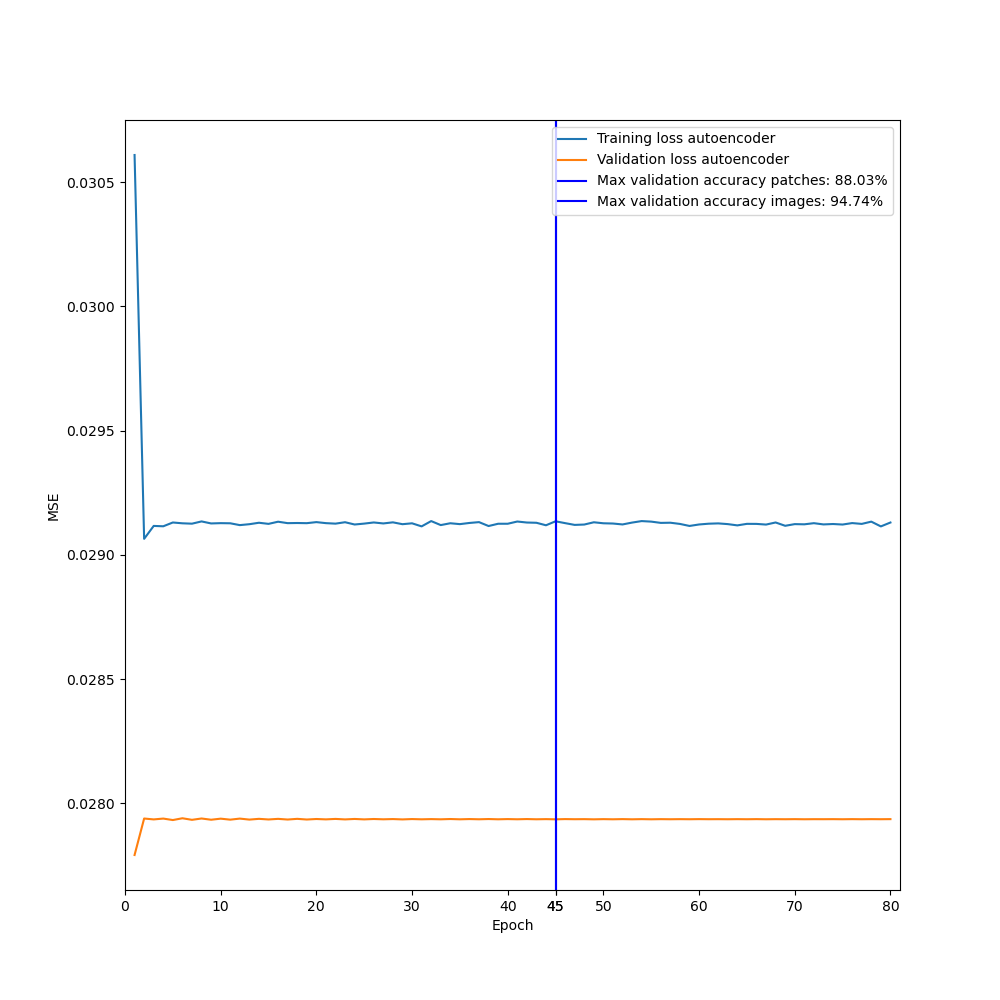 Training loss autoencoder
Validation loss autoencoder
Max validation accuracy patches: 88.03%
Max validation accuracy images: 94.74%
0.0305
0.0300
0.0295
0.0290
0.0285
0.0280
MSE
0 10 20 30 40 45 50 60 70 80
Epoch